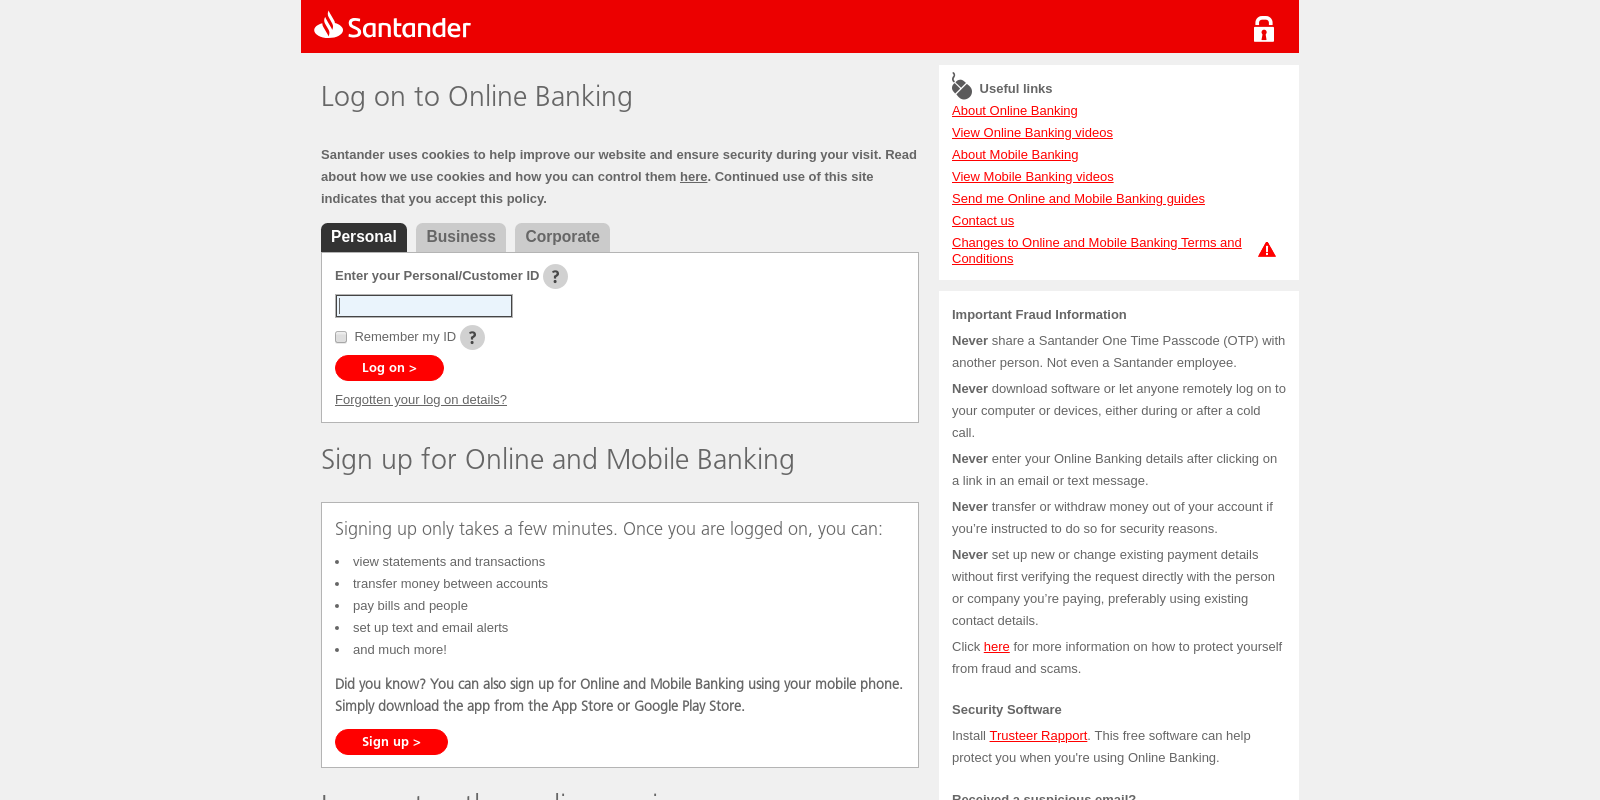 Santander
Log on to Online Banking
Santander uses cookies to help improve our website and ensure security during your visit. Read
about how we use cookies and how you can control them here. Continued use of this site
indicates that you accept this policy.
Personal
Business
Corporate
Enter your Personal/Customer ID ?
Remember my ID ?
Log on >
Forgotten your log on details?
Sign up for Online and Mobile Banking
Signing up only takes a few minutes. Once you are logged on, you can:
• view statements and transactions
• transfer money between accounts
• pay bills and people
• set up text and email alerts
• and much more!
Did you know? You can also sign up for Online and Mobile Banking using your mobile phone.
Simply download the app from the App Store or Google Play Store.
Sign up >
Useful links
About Online Banking
View Online Banking videos
About Mobile Banking
View Mobile Banking videos
Send me Online and Mobile Banking guides
Contact us
Changes to Online and Mobile Banking Terms and
Conditions
Important Fraud Information
Never share a Santander One Time Passcode (OTP) with
another person. Not even a Santander employee.
Never download software or let anyone remotely log on to
your computer or devices, either during or after a cold
call.
Never enter your Online Banking details after clicking on
a link in an email or text message.
Never transfer or withdraw money out of your account if
you’re instructed to do so for security reasons.
Never set up new or change existing payment details
without first verifying the request directly with the person
or company you’re paying, preferably using existing
contact details.
Click here for more information on how to protect yourself
from fraud and scams.
Security Software
Install Trusteer Rapport. This free software can help
protect you when you're using Online Banking.
Received a suspicious email?